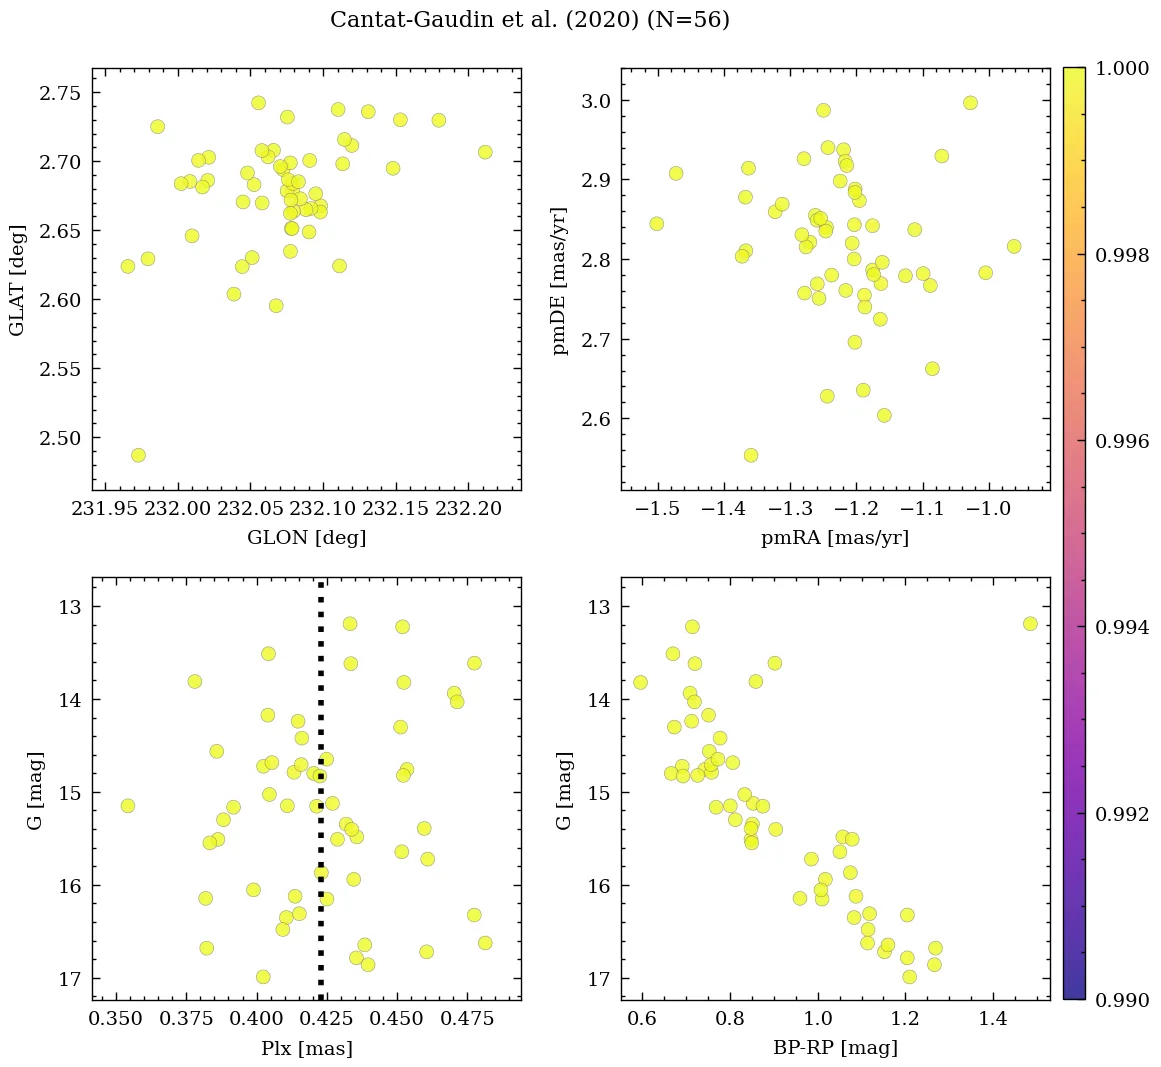 Cantat-Gaudin et al. (2020) (N=56)
2.75
2.70
2.65
2.60
2.55
2.50
GLAT [deg]
231.95 232.00 232.05 232.10 232.15 232.20
GLON [deg]
3.0
2.9
2.8
2.7
2.6
pmDE [mas/yr]
−1.5 −1.4 −1.3 −1.2 −1.1 −1.0
pmRA [mas/yr]
13
14
15
16
17
G [mag]
0.350 0.375 0.400 0.425 0.450 0.475
Plx [mas]
13
14
15
16
17
G [mag]
0.6 0.8 1.0 1.2 1.4
BP-RP [mag]
1.000
0.998
0.996
0.994
0.992
0.990